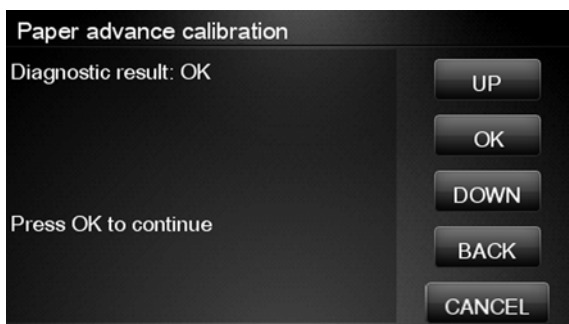 Paper advance calibration
Diagnostic result: OK
Press OK to continue
UP
OK
DOWN
BACK
CANCEL